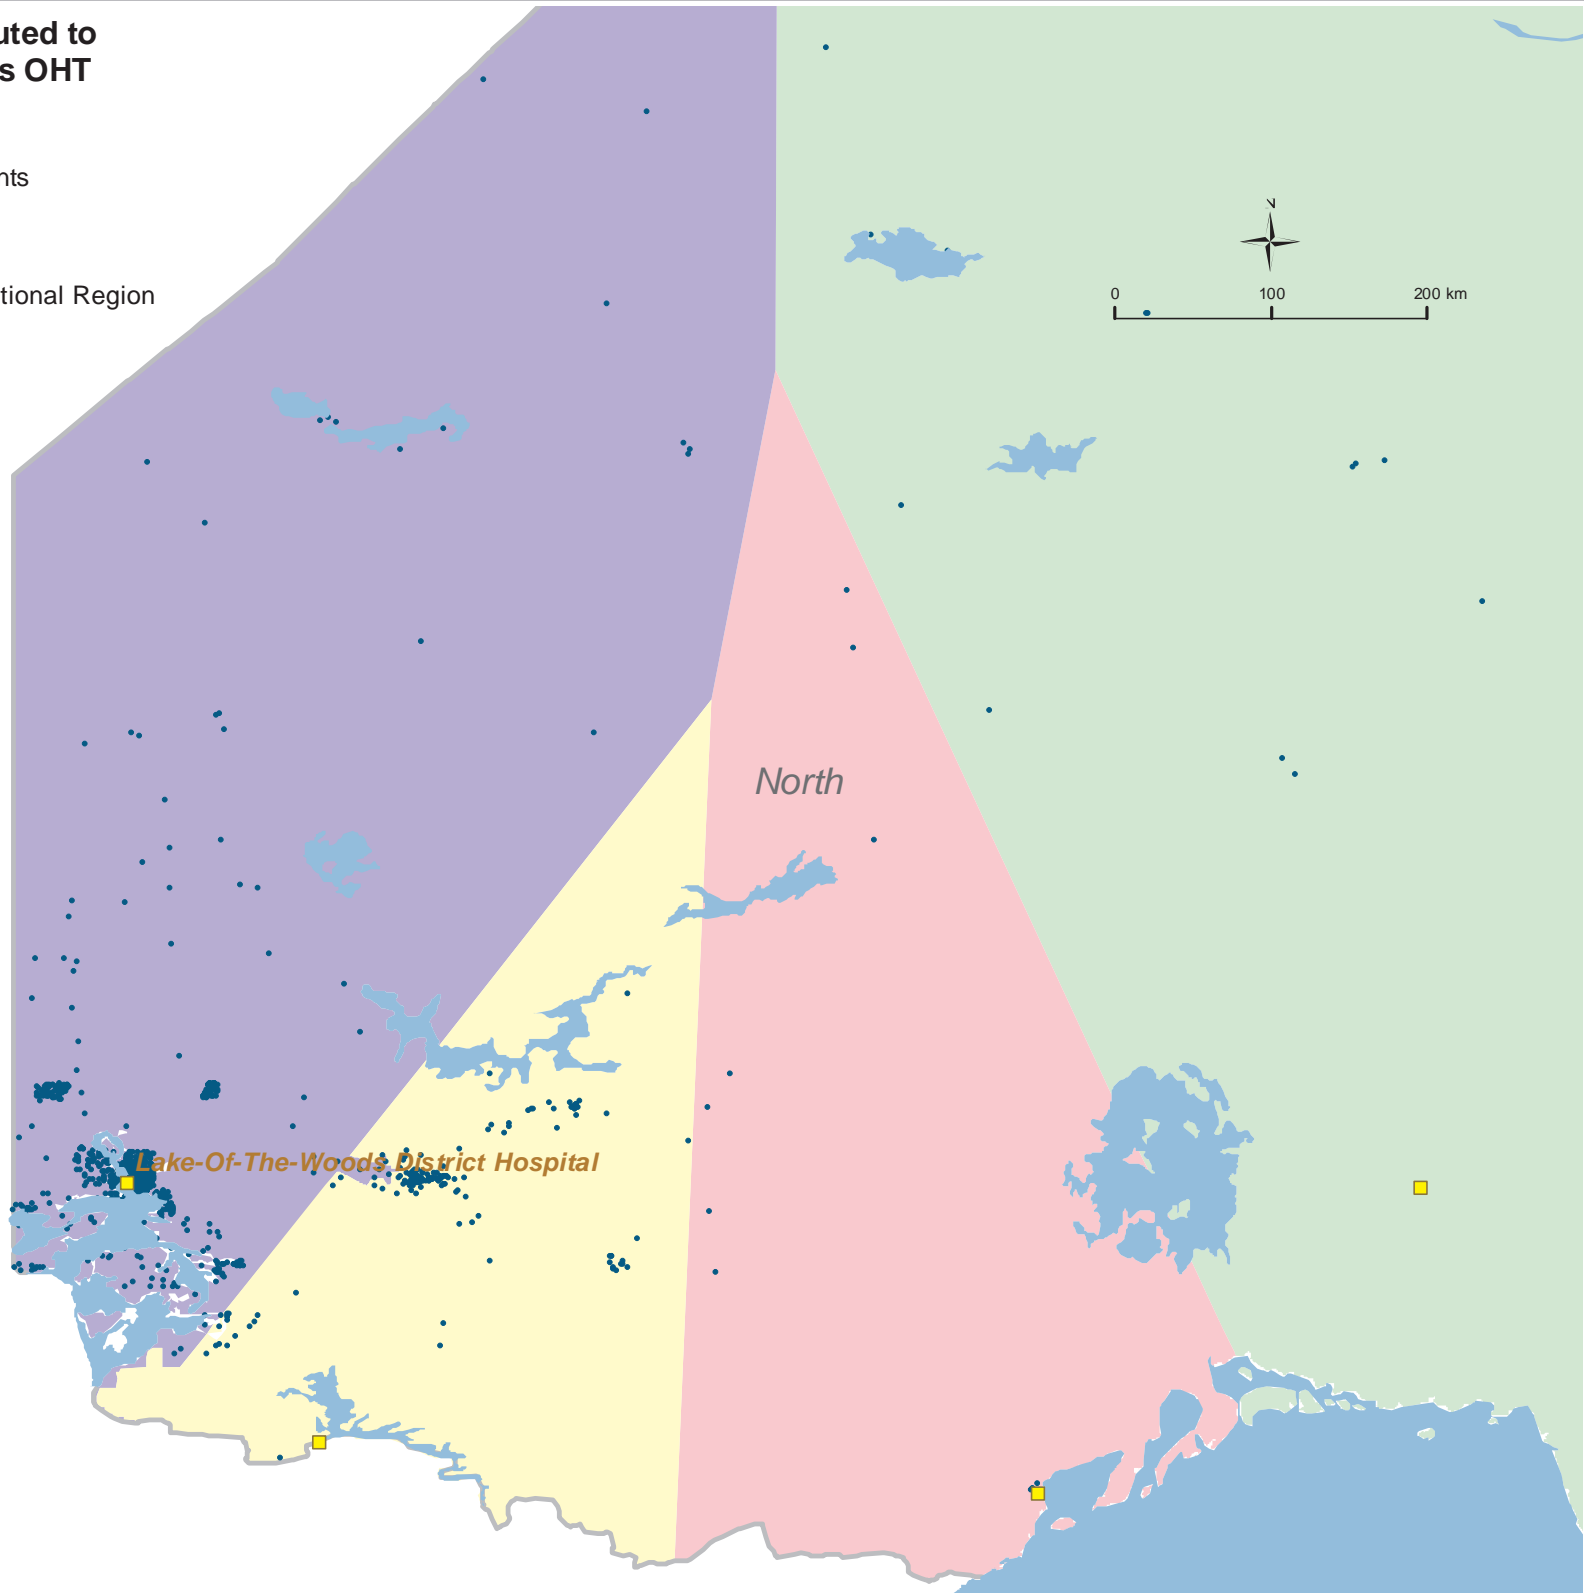 uted to
s OHT
nts
tional Region
N
0 100 200 km
North
Lake-Of-The-Woods District Hospital